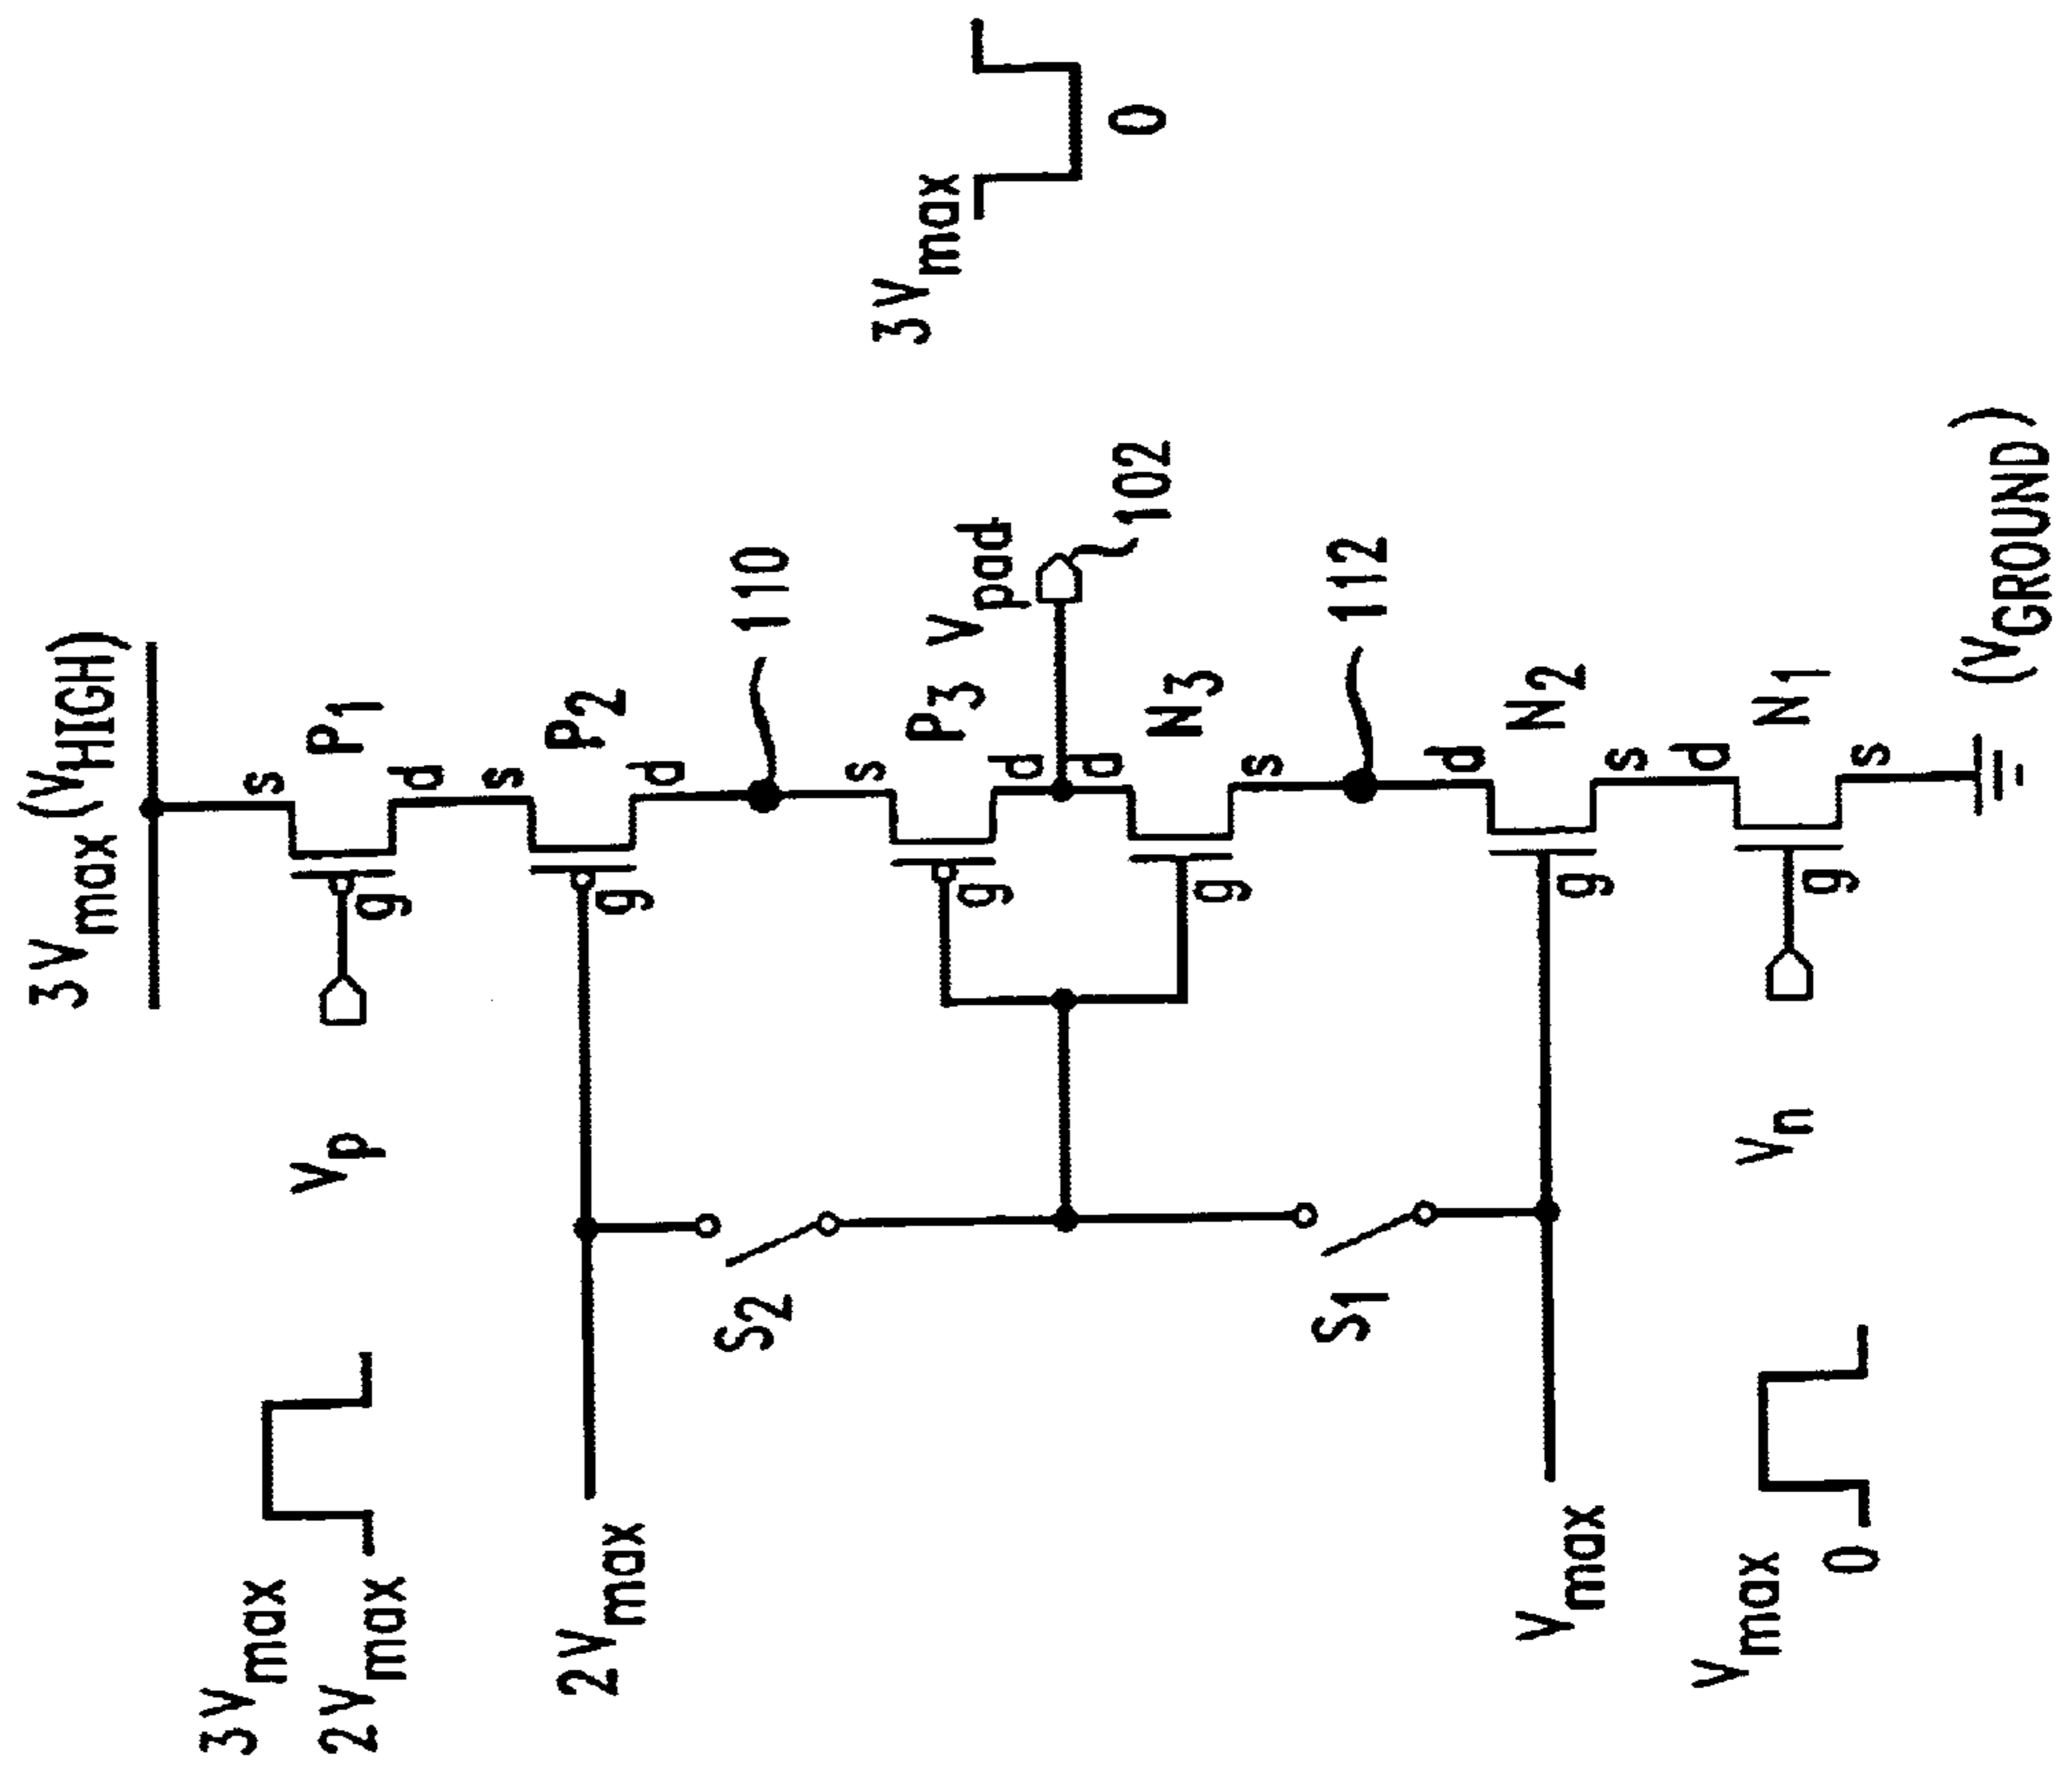 3Vmax(VHIGH)
s
P1
g
d
Vp
3Vmax
2Vmax
s
P2
g
d
2Vmax
110
S2
s
P3
g
d
Vpad
102
3Vmax
0
d
N3
g
s
112
S1
d
N2
g
s
Vmax
d
N1
g
s
Vn
Vmax
0
(VGROUND)